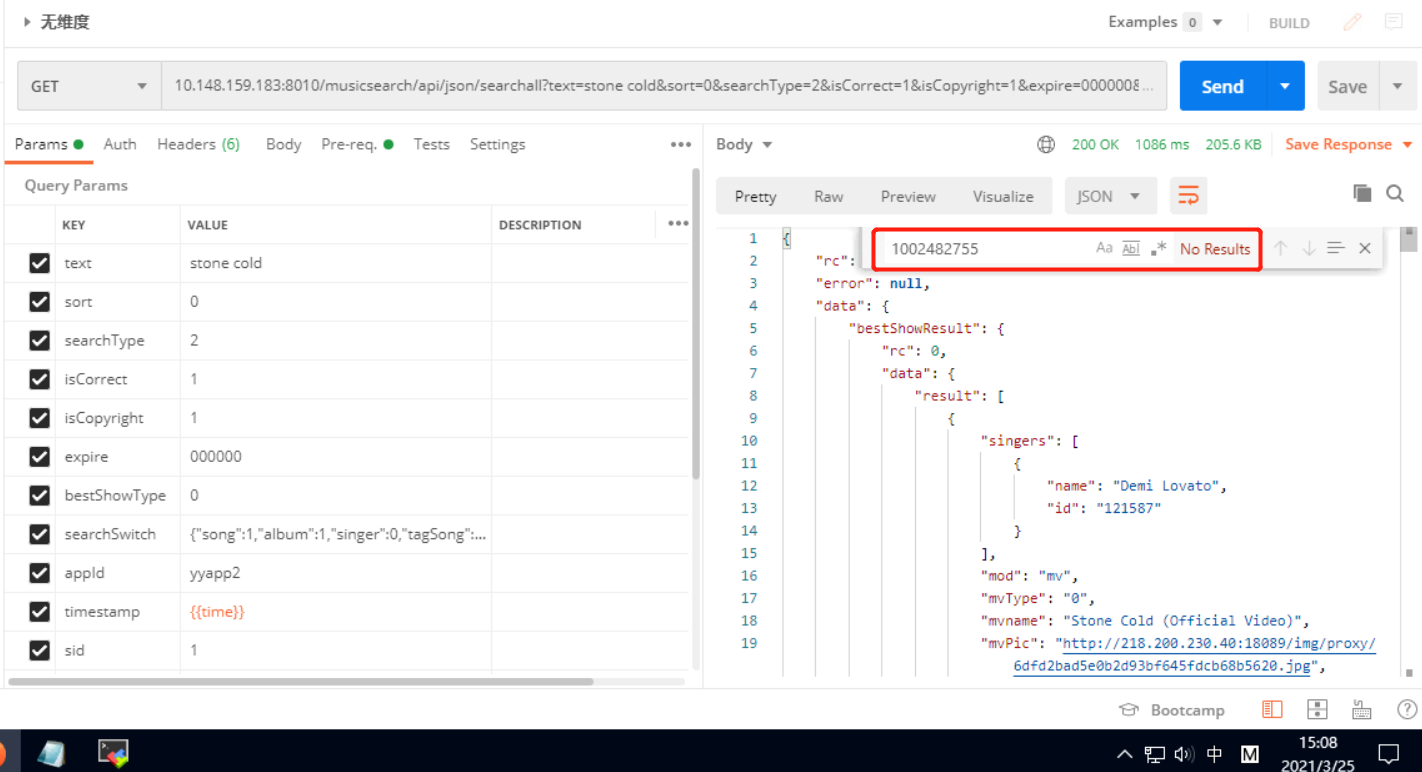 无维度
Examples 0
BUILD
GET
10.148.159.183:8010/musicsearch/api/json/searchall?text=stone cold&sort=0&searchType=2&isCorrect=1&isCopyright=1&expire=0000008 ...
Send
Save
Params
Auth
Headers (6)
Body
Pre-req.
Tests
Settings
Query Params
KEY VALUE DESCRIPTION
text stone cold
sort 0
searchType 2
isCorrect 1
isCopyright 1
expire 000000
bestShowType 0
searchSwitch {"song":1,"album":1,"singer":0,"tagSong":...
appId yyapp2
timestamp {{time}}
sid 1
Body
200 OK 1086 ms 205.6 KB
Save Response
Pretty Raw Preview Visualize JSON
1002482755 Aa Abl .* No Results
1 {
2 "rc":
3 "error": null,
4 "data": {
5 "bestShowResult": {
6 "rc": 0,
7 "data": {
8 "result": [
9 {
10 "singers": [
11 {
12 "name": "Demi Lovato",
13 "id": "121587"
14 }
15 ],
16 "mod": "mv",
17 "mvType": "0",
18 "mvname": "Stone Cold (Official Video)",
19 "mvPic": "http://218.200.230.40:18089/img/proxy/
6dfd2bad5e0b2d93bf645fdcb68b5620.jpg",
Bootcamp
中 M
15:08
2021/3/25